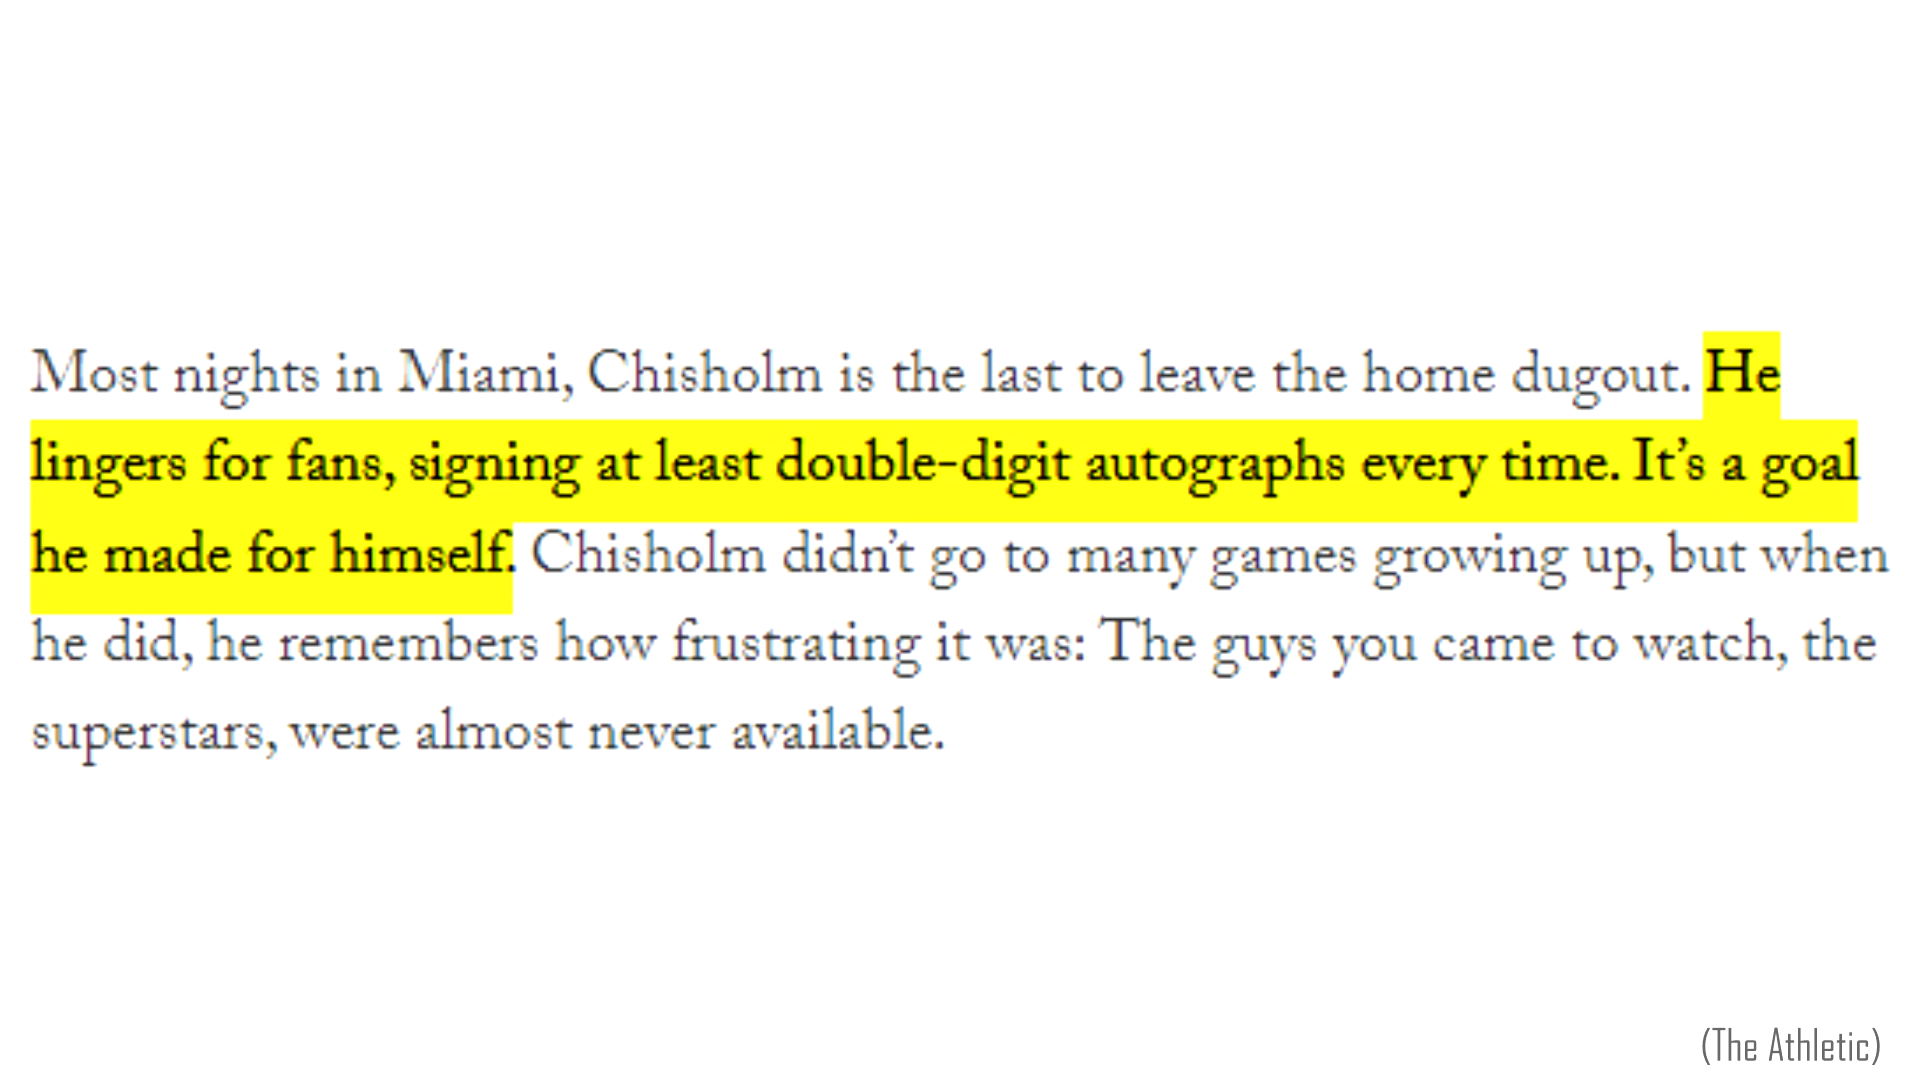 Most nights in Miami, Chisholm is the last to leave the home dugout. He
lingers for fans, signing at least double-digit autographs every time. It’s a goal
he made for himself. Chisholm didn’t go to many games growing up, but when
he did, he remembers how frustrating it was: The guys you came to watch, the
superstars, were almost never available.
(The Athletic)